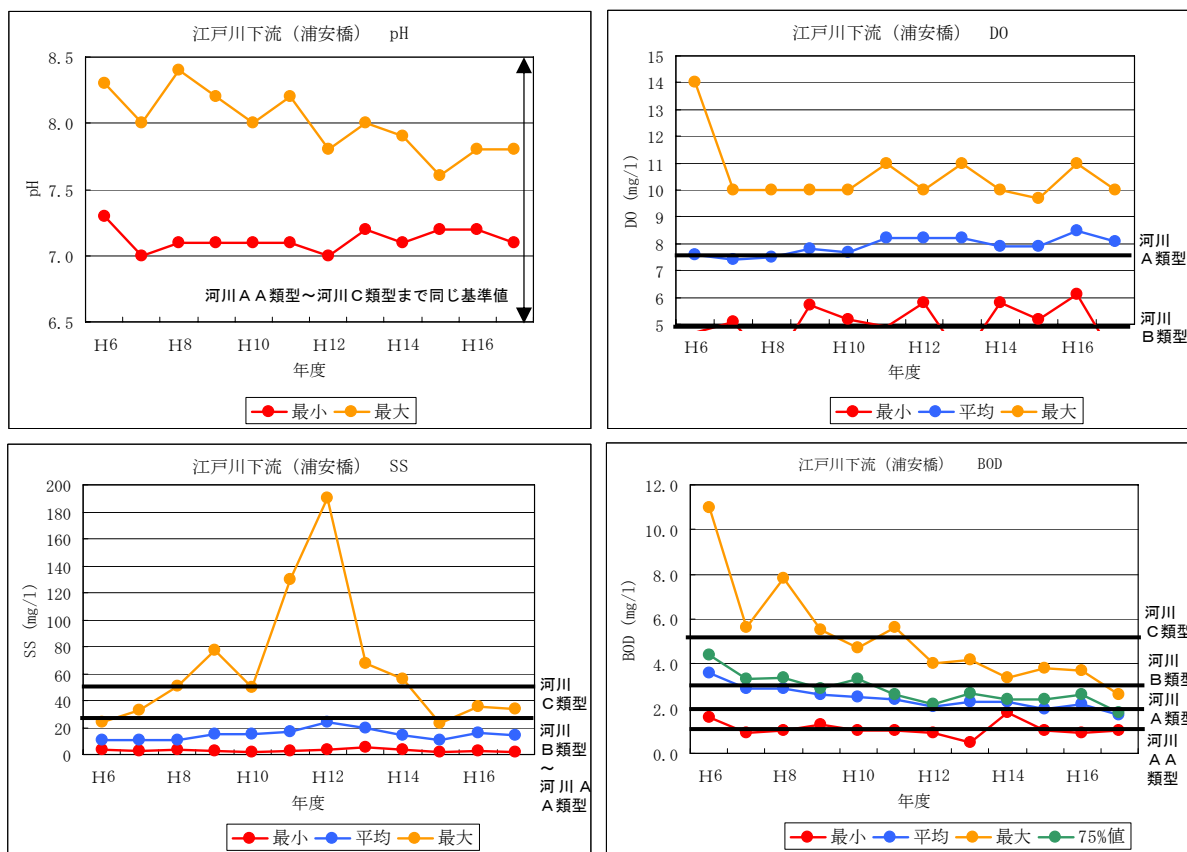 江戸川下流（浦安橋） pH
8.5
8.0
7.5
7.0
6.5
pH
河川ＡＡ類型～河川Ｃ類型まで同じ基準値
H6 H8 H10 H12 H14 H16
年度
最小 最大
江戸川下流（浦安橋） DO
15
14
13
12
11
10
9
8
7
6
5
DO (mg/l)
河川
Ａ類型
河川
Ｂ類型
H6 H8 H10 H12 H14 H16
年度
最小 平均 最大
江戸川下流（浦安橋） SS
200
180
160
140
120
100
80
60
40
20
0
SS (mg/l)
河川
Ｃ類型
河川
Ｂ類型
～
河川Ａ
Ａ類型
H6 H8 H10 H12 H14 H16
年度
最小 平均 最大
江戸川下流（浦安橋） BOD
12.0
10.0
8.0
6.0
4.0
2.0
0.0
BOD (mg/l)
河川
Ｃ類型
河川
Ｂ類型
河川
Ａ類型
河川
ＡＡ
類型
H6 H8 H10 H12 H14 H16
年度
最小 平均 最大 75%値